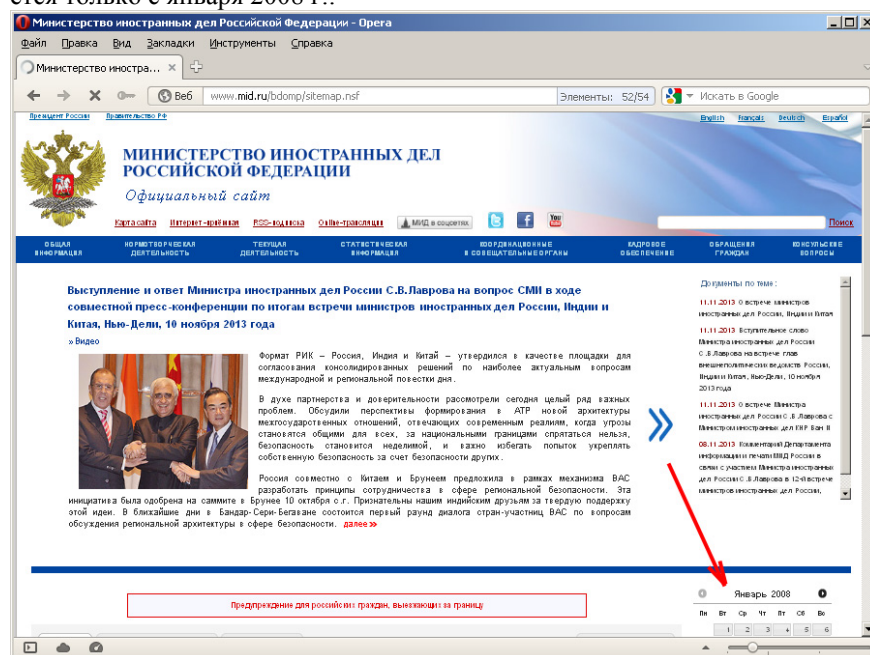 ется только с января 2008 г..
Министерство иностранных дел Российской Федерации - Opera
Файл Правка Вид Закладки Инструменты Справка
Министерство иностра...
Веб www.mid.ru/bdomp/sitemap.nsf Элементы: 52/54 Искать в Google
Президент России Правительство РФ English Français Deutsch Español
МИНИСТЕРСТВО ИНОСТРАННЫХ ДЕЛ
РОССИЙСКОЙ ФЕДЕРАЦИИ
Официальный сайт
Карта сайта Интернет-приёмная RSS-подписка Online-трансляция МИД в соцсетях You Поиск
ОБЩАЯ ИНФОРМАЦИЯ
НОРМОТВОРЧЕСКАЯ ДЕЯТЕЛЬНОСТЬ
ТЕКУЩАЯ ДЕЯТЕЛЬНОСТЬ
СТАТИСТИЧЕСКАЯ ИНФОРМАЦИЯ
КООРДИНАЦИОННЫЕ И СОВЕЩАТЕЛЬНЫЕ ОРГАНЫ
КАДРОВОЕ ОБЕСПЕЧЕНИЕ
ОБРАЩЕНИЯ ГРАЖДАН
КОНСУЛЬСКИЕ ВОПРОСЫ
Выступление и ответ Министра иностранных дел России С.В.Лаврова на вопрос СМИ в ходе
совместной пресс-конференции по итогам встречи министров иностранных дел России, Индии и
Китая, Нью-Дели, 10 ноября 2013 года
» Видео
Формат РИК – Россия, Индия и Китай – утвердился в качестве площадки для
согласования консолидированных решений по наиболее актуальным вопросам
международной и региональной повестки дня.
В духе партнерства и доверительности рассмотрели сегодня целый ряд важных
проблем. Обсудили перспективы формирования в АТР новой архитектуры
межгосударственных отношений, отвечающих современным реалиям, когда угрозы
становятся общими для всех, за национальными границами спрятаться нельзя,
безопасность становится неделимой, и важно избегать попыток укреплять
собственную безопасность за счет безопасности других.
Россия совместно с Китаем и Брунеем предложила в рамках механизма ВАС
разработать принципы сотрудничества в сфере региональной безопасности. Эта
инициатива была одобрена на саммите в Брунее 10 октября с.г. Признательны нашим индийским друзьям за твердую поддержку
этой идеи. В ближайшие дни в Бандар-Сери-Бегаване состоится первый раунд диалога стран-участниц ВАС по вопросам
обсуждения региональной архитектуры в сфере безопасности. далее »
Документы по теме:
11.11.2013 О встрече министров
иностранных дел России, Индии и Китая
11.11.2013 Вступительное слово
Министра иностранных дел России
С.В.Лаврова на встрече глав
внешнеполитических ведомств России,
Индии и Китая, Нью-Дели, 10 ноября
2013 года
11.11.2013 О встрече Министра
иностранных дел России С.В.Лаврова с
Министром иностранных дел КНР Ван И
08.11.2013 Комментарий Департамента
информации и печати МИД России в
связи с участием Министра иностранных
дел России С.В.Лаврова в 12-й встрече
министров иностранных дел России,
Предупреждение для российских граждан, выезжающих за границу
Январь 2008
Пн Вт Ср Чт Пт Сб Вс
1 2 3 4 5 6